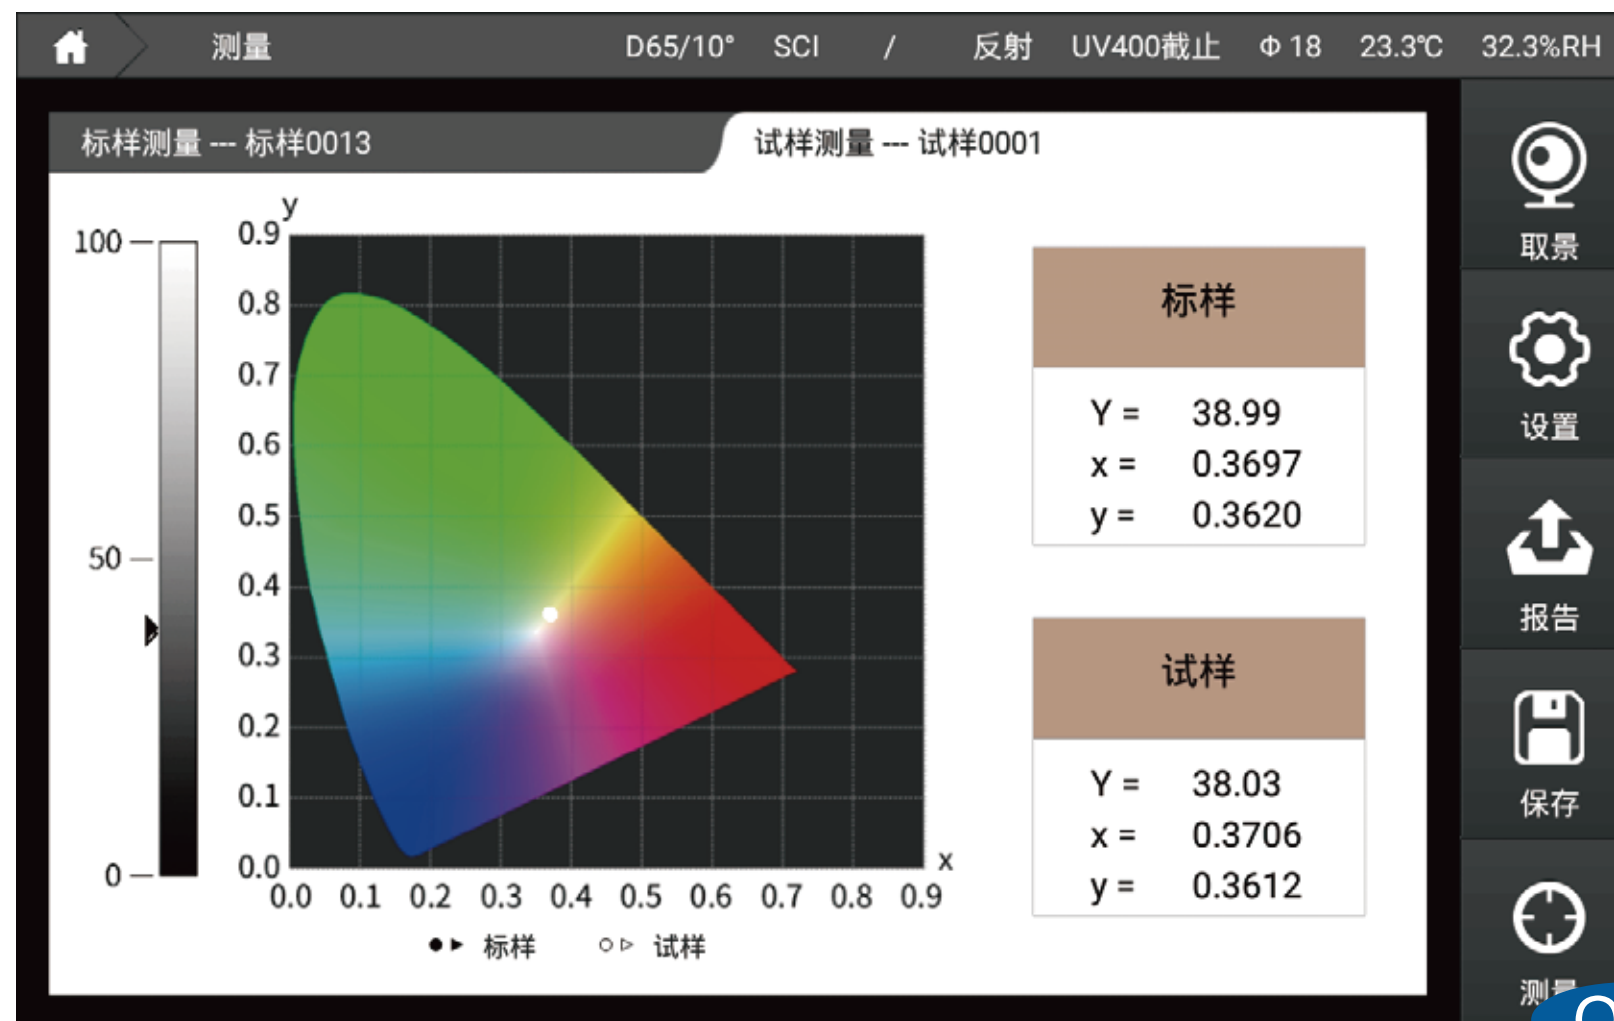 测量 D65/10° SCI / 反射 UV400截止 Φ 18 23.3℃ 32.3%RH
标样测量 --- 标样0013
试样测量 --- 试样0001
y
100
50
0
0.9
0.8
0.7
0.6
0.5
0.4
0.3
0.2
0.1
0.0
0.0 0.1 0.2 0.3 0.4 0.5 0.6 0.7 0.8 0.9
x
标样 试样
标样
Y = 38.99
x = 0.3697
y = 0.3620
试样
Y = 38.03
x = 0.3706
y = 0.3612
取景
设置
报告
保存
测量